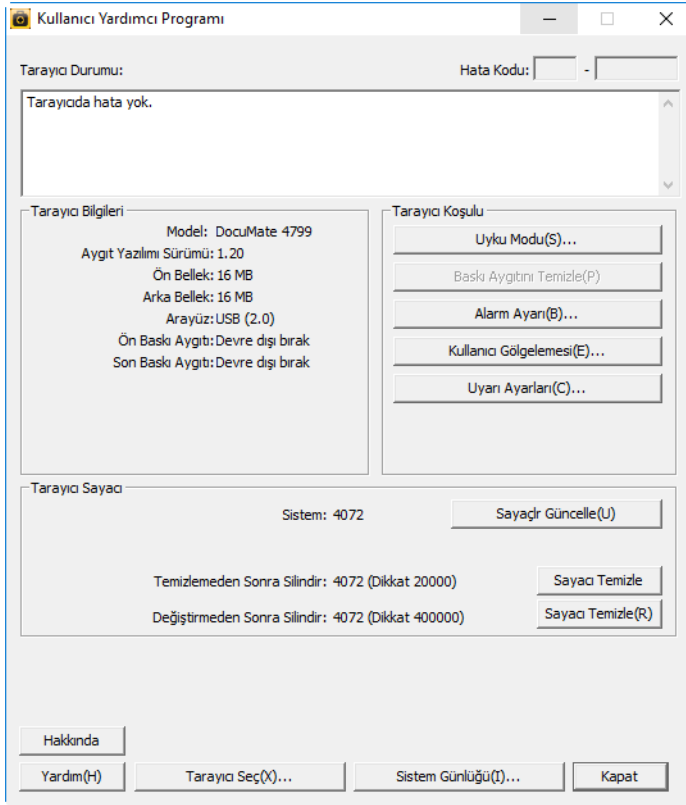 Kullanıcı Yardımcı Programı
Tarayıcı Durumu:
Hata Kodu: -
Tarayıcıda hata yok.
Tarayıcı Bilgileri
Model: DocuMate 4799
Aygıt Yazılımı Sürümü: 1.20
Ön Bellek: 16 MB
Arka Bellek: 16 MB
Arayüz: USB (2.0)
Ön Baskı Aygıtı: Devre dışı bırak
Son Baskı Aygıtı: Devre dışı bırak
Tarayıcı Koşulu
Uyku Modu(S)...
Baskı Aygıtını Temizle(P)
Alarm Ayarı(B)...
Kullanıcı Gölgelemesi(E)...
Uyarı Ayarları(C)...
Tarayıcı Sayacı
Sistem: 4072
Sayaçlr Güncelle(U)
Temizlemeden Sonra Silindir: 4072 (Dikkat 20000)
Sayacı Temizle
Değiştirmeden Sonra Silindir: 4072 (Dikkat 400000)
Sayacı Temizle(R)
Hakkında
Yardım(H)
Tarayıcı Seç(X)...
Sistem Günlüğü(I)...
Kapat